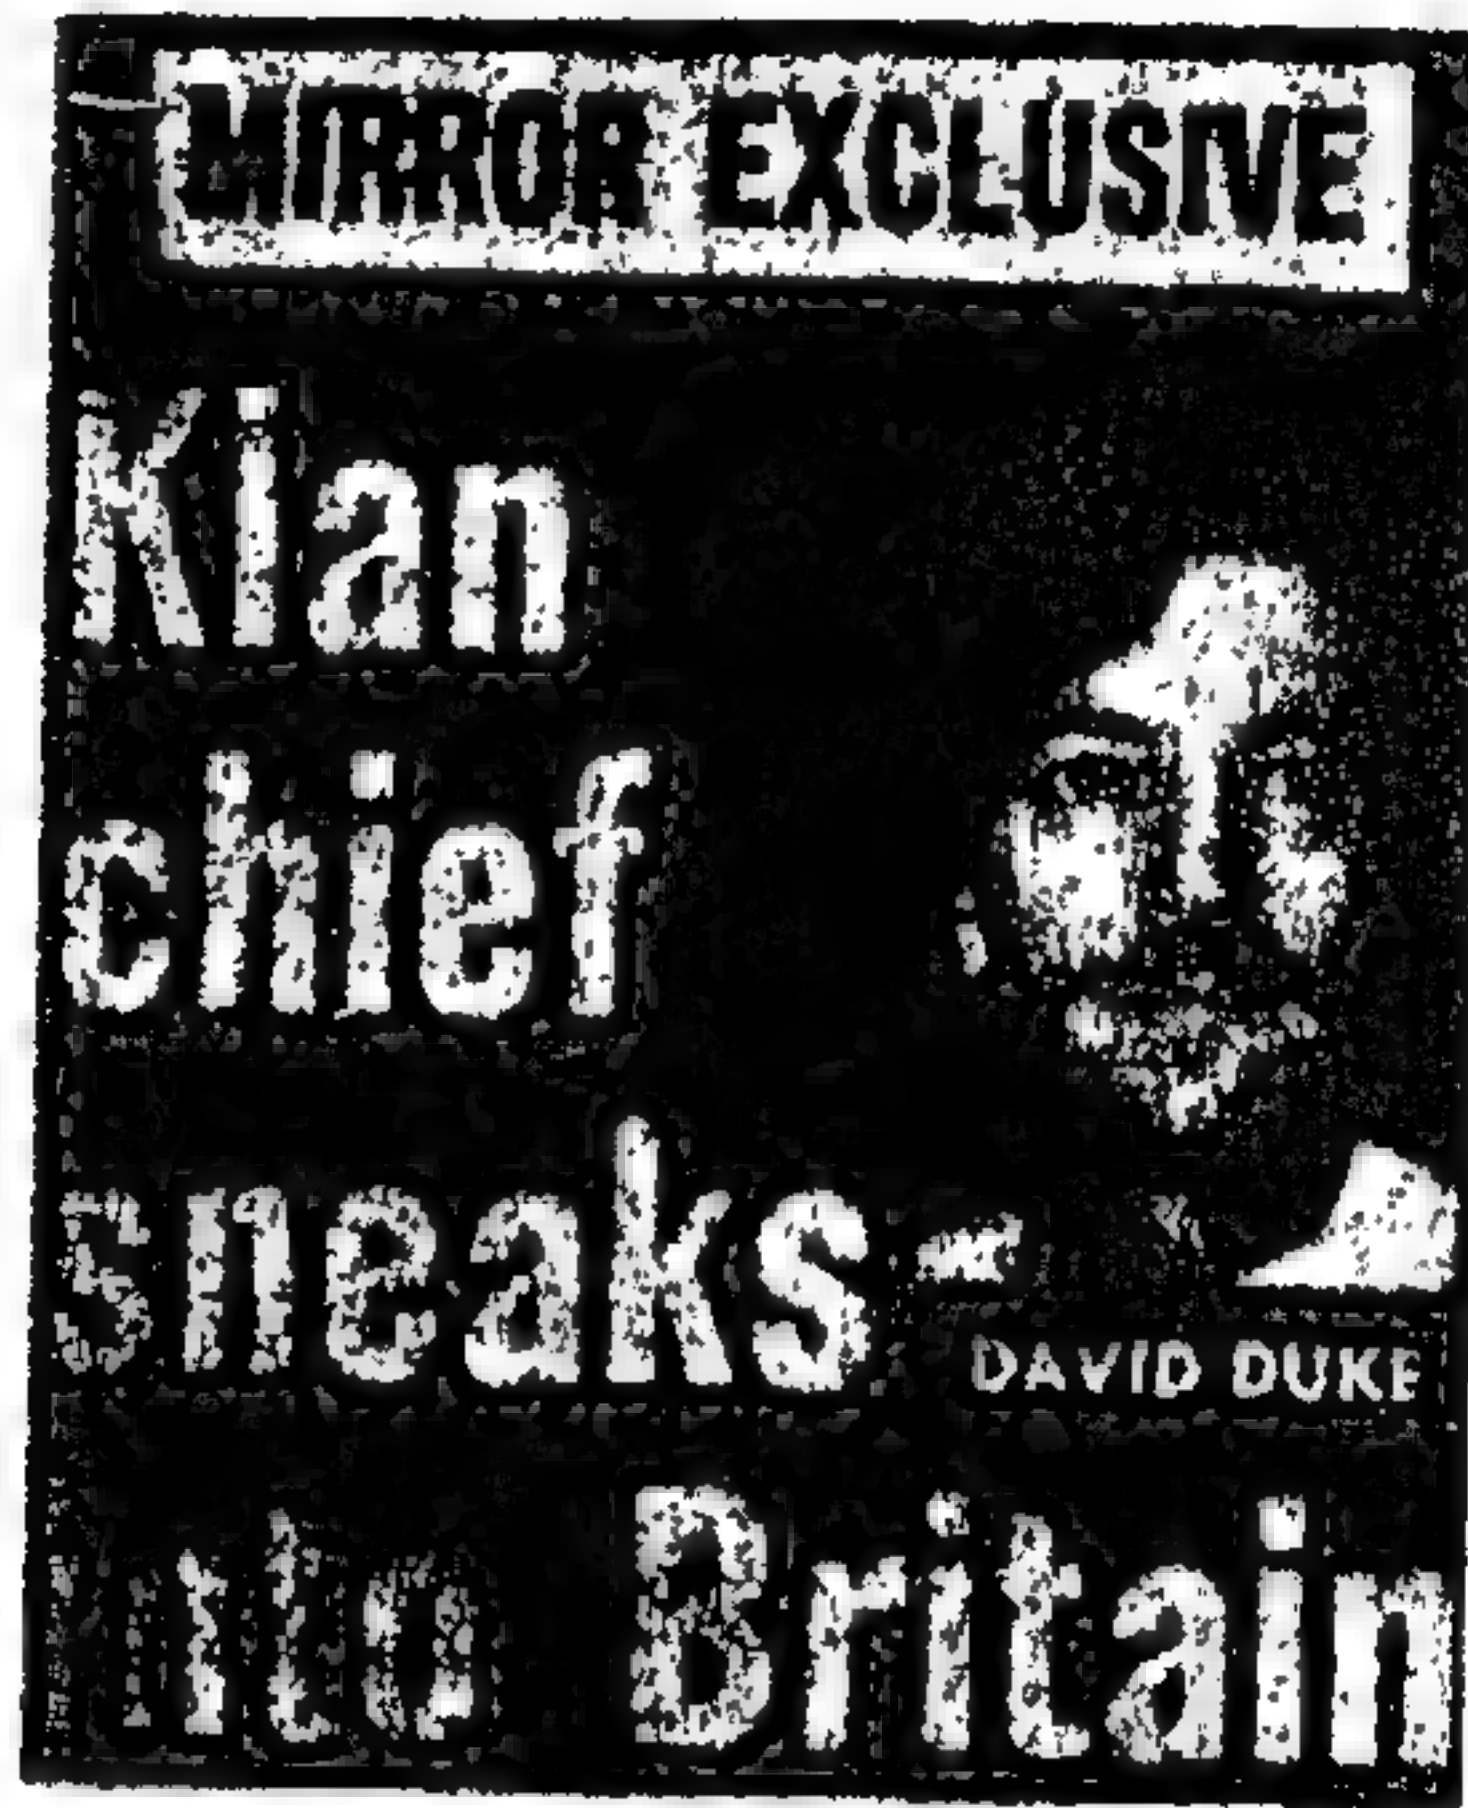 MIRROR EXCLUSIVE
Klan
chief
sneaks
DAVID DUKE
into Britain